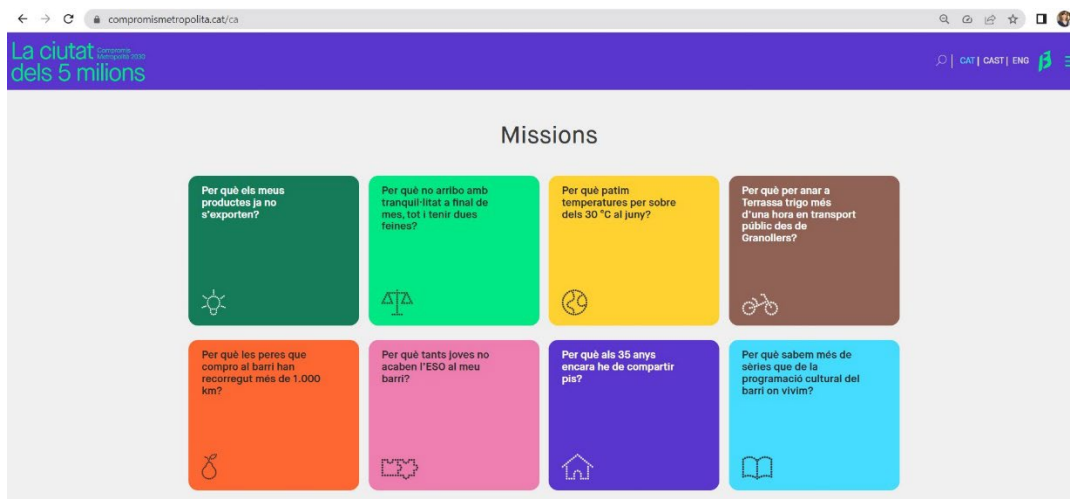 compromismetropolita.cat/ca
La ciutat Compromís
Metropolità 2030
dels 5 milions
CAT | CAST | ENG
Missions
Per què els meus
productes ja no
s'exporten?
Per què no arribo amb
tranquil·litat a final de
mes, tot i tenir dues
feines?
Per què patim
temperatures per sobre
dels 30 °C al juny?
Per què per anar a
Terrassa trigo més
d'una hora en transport
públic des de
Granollers?
Per què les peres que
compro al barri han
recorregut més de 1.000
km?
Per què tants joves no
acaben l'ESO al meu
barri?
Per què als 35 anys
encara he de compartir
pis?
Per què sabem més de
sèries que de la
programació cultural del
barri on vivim?